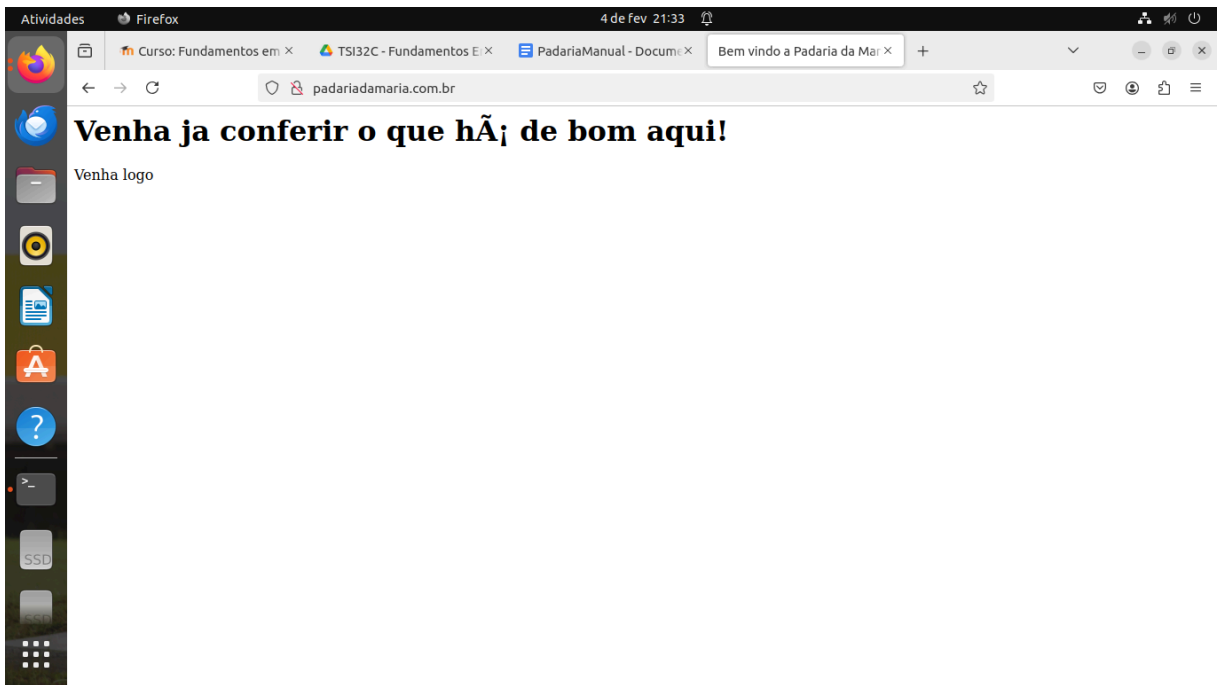 Atividades Firefox 4 de fev 21:33
Curso: Fundamentos em TSI32C - Fundamentos E PadariaManual - Docume Bem vindo a Padaria da Mar
padariadamaria.com.br
Venha ja conferir o que hÃ¡ de bom aqui!
Venha logo
SSD
SSD